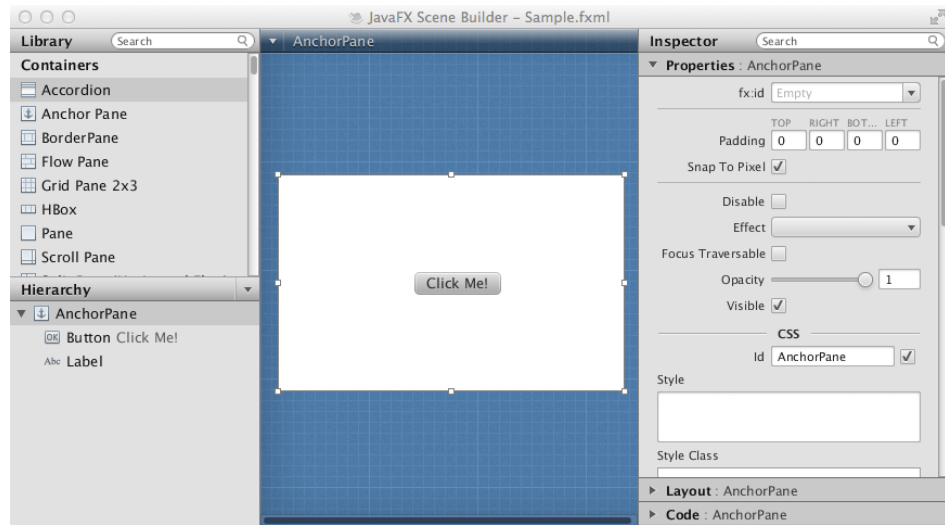 JavaFX Scene Builder – Sample.fxml
Library
Search
Containers
Accordion
Anchor Pane
BorderPane
Flow Pane
Grid Pane 2x3
HBox
Pane
Scroll Pane
Hierarchy
AnchorPane
OK Button Click Me!
Abc Label
AnchorPane
Click Me!
Inspector
Search
Properties : AnchorPane
fx:id Empty
TOP RIGHT BOT... LEFT
Padding 0 0 0 0
Snap To Pixel
Disable
Effect
Focus Traversable
Opacity 1
Visible
CSS
Id AnchorPane
Style
Style Class
Layout : AnchorPane
Code : AnchorPane